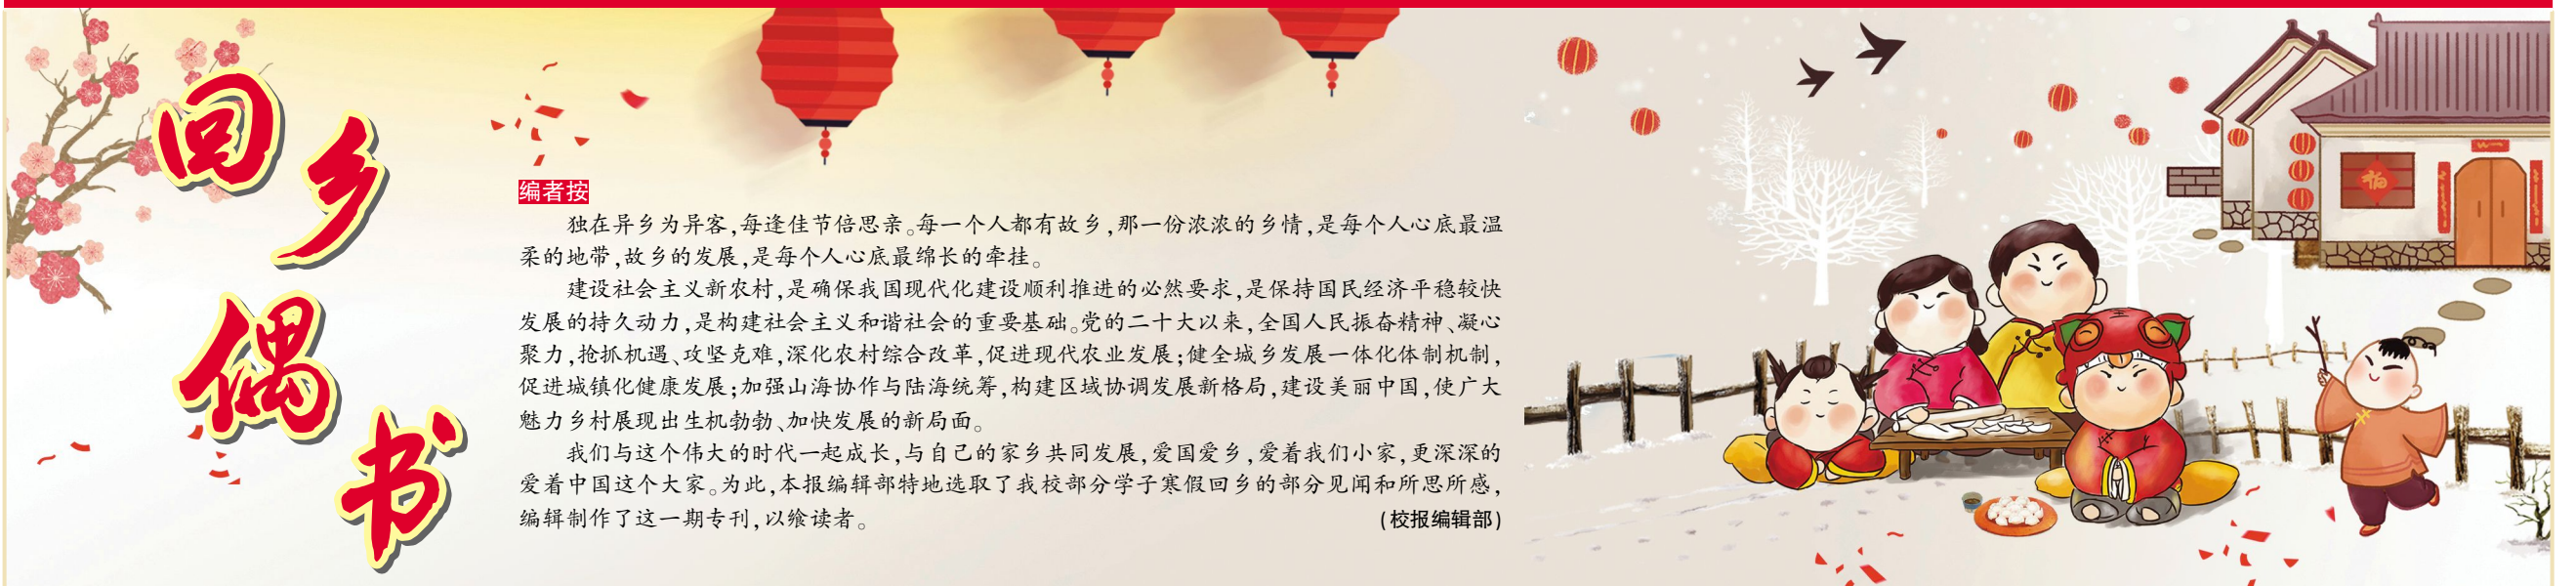 回乡偶书
编者按
独在异乡为异客,每逢佳节倍思亲。每一个人都有故乡,那一份浓浓的乡情,是每个人心底最温
柔的地带,故乡的发展,是每个人心底最绵长的牵挂。
建设社会主义新农村,是确保我国现代化建设顺利推进的必然要求,是保持国民经济平稳较快
发展的持久动力,是构建社会主义和谐社会的重要基础。党的二十大以来,全国人民振奋精神、凝心
聚力,抢抓机遇、攻坚克难,深化农村综合改革,促进现代农业发展;健全城乡发展一体化体制机制,
促进城镇化健康发展;加强山海协作与陆海统筹,构建区域协调发展新格局,建设美丽中国,使广大
魅力乡村展现出生机勃勃、加快发展的新局面。
我们与这个伟大的时代一起成长,与自己的家乡共同发展,爱国爱乡,爱着我们小家,更深深的
爱着中国这个大家。为此,本报编辑部特地选取了我校部分学子寒假回乡的部分见闻和所思所感,
编辑制作了这一期专刊,以飨读者。
(校报编辑部)
福